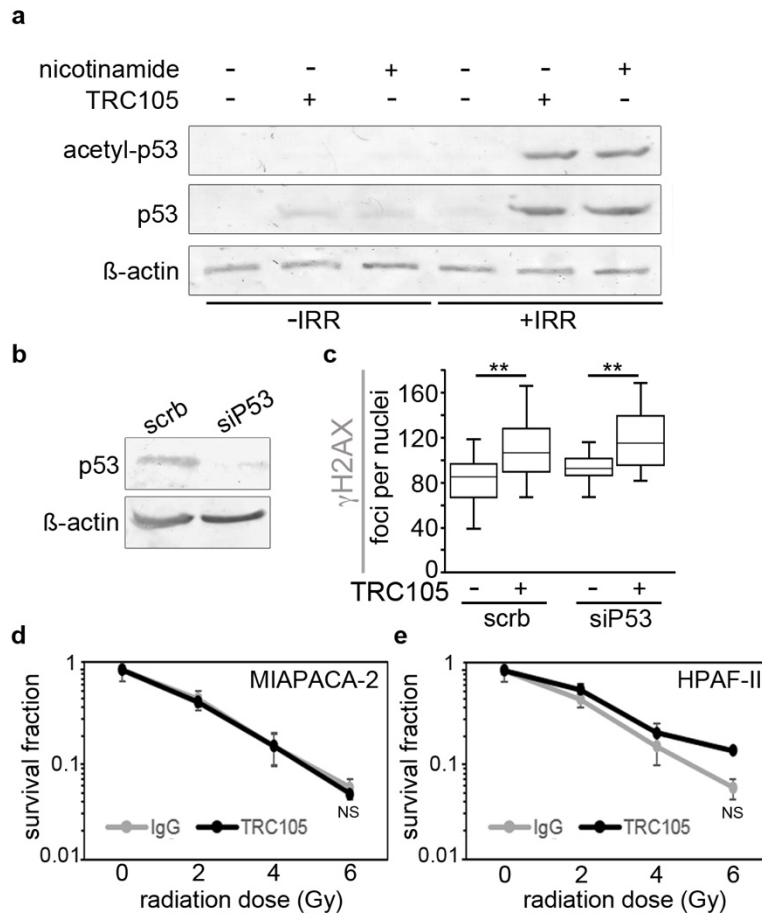 a
nicotinamide - - + - - +
TRC105 - + - - + -
acetyl-p53
p53
ß-actin
-IRR +IRR
b
scrb siP53
p53
ß-actin
c
γH2AX
foci per nuclei
160
120
80
40
0
TRC105 - + - +
scrb siP53
** **
d
MIAPACA-2
survival fraction
1
0.1
0.01
IgG TRC105
NS
0 2 4 6
radiation dose (Gy)
e
HPAF-II
survival fraction
1
0.1
0.01
IgG TRC105
NS
0 2 4 6
radiation dose (Gy)